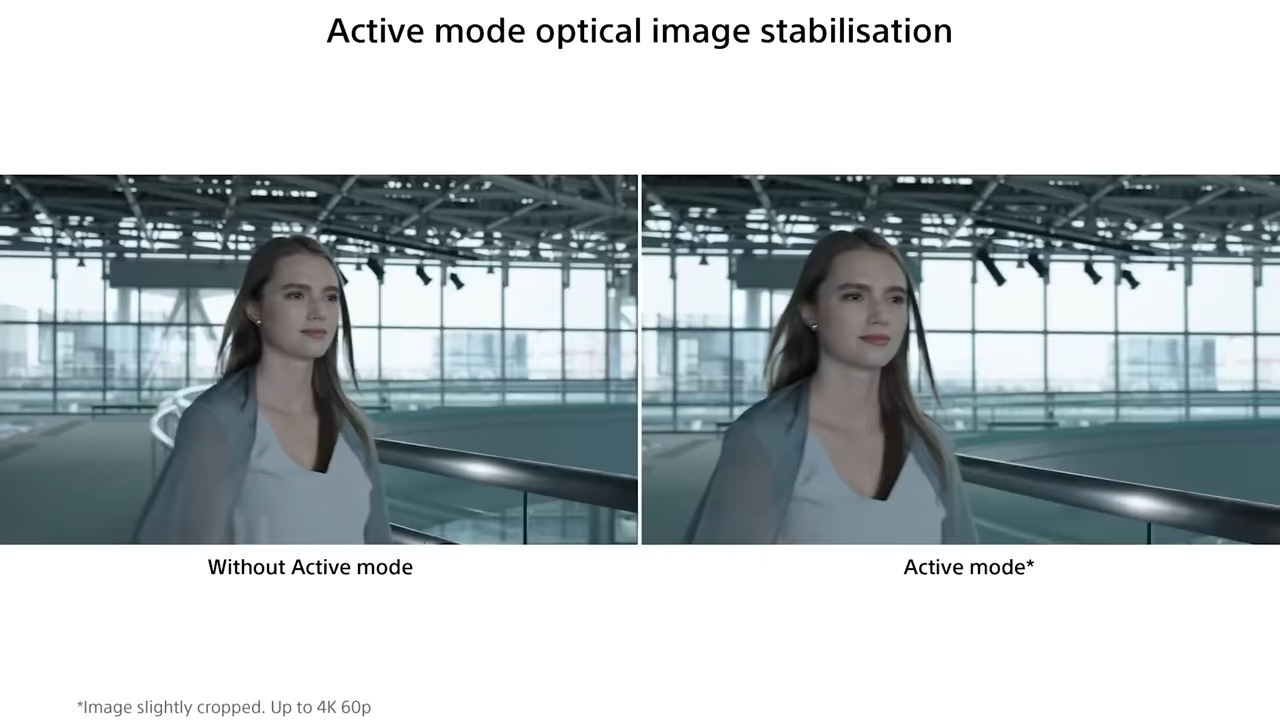 Active mode optical image stabilisation
Without Active mode
Active mode*
*Image slightly cropped. Up to 4K 60p